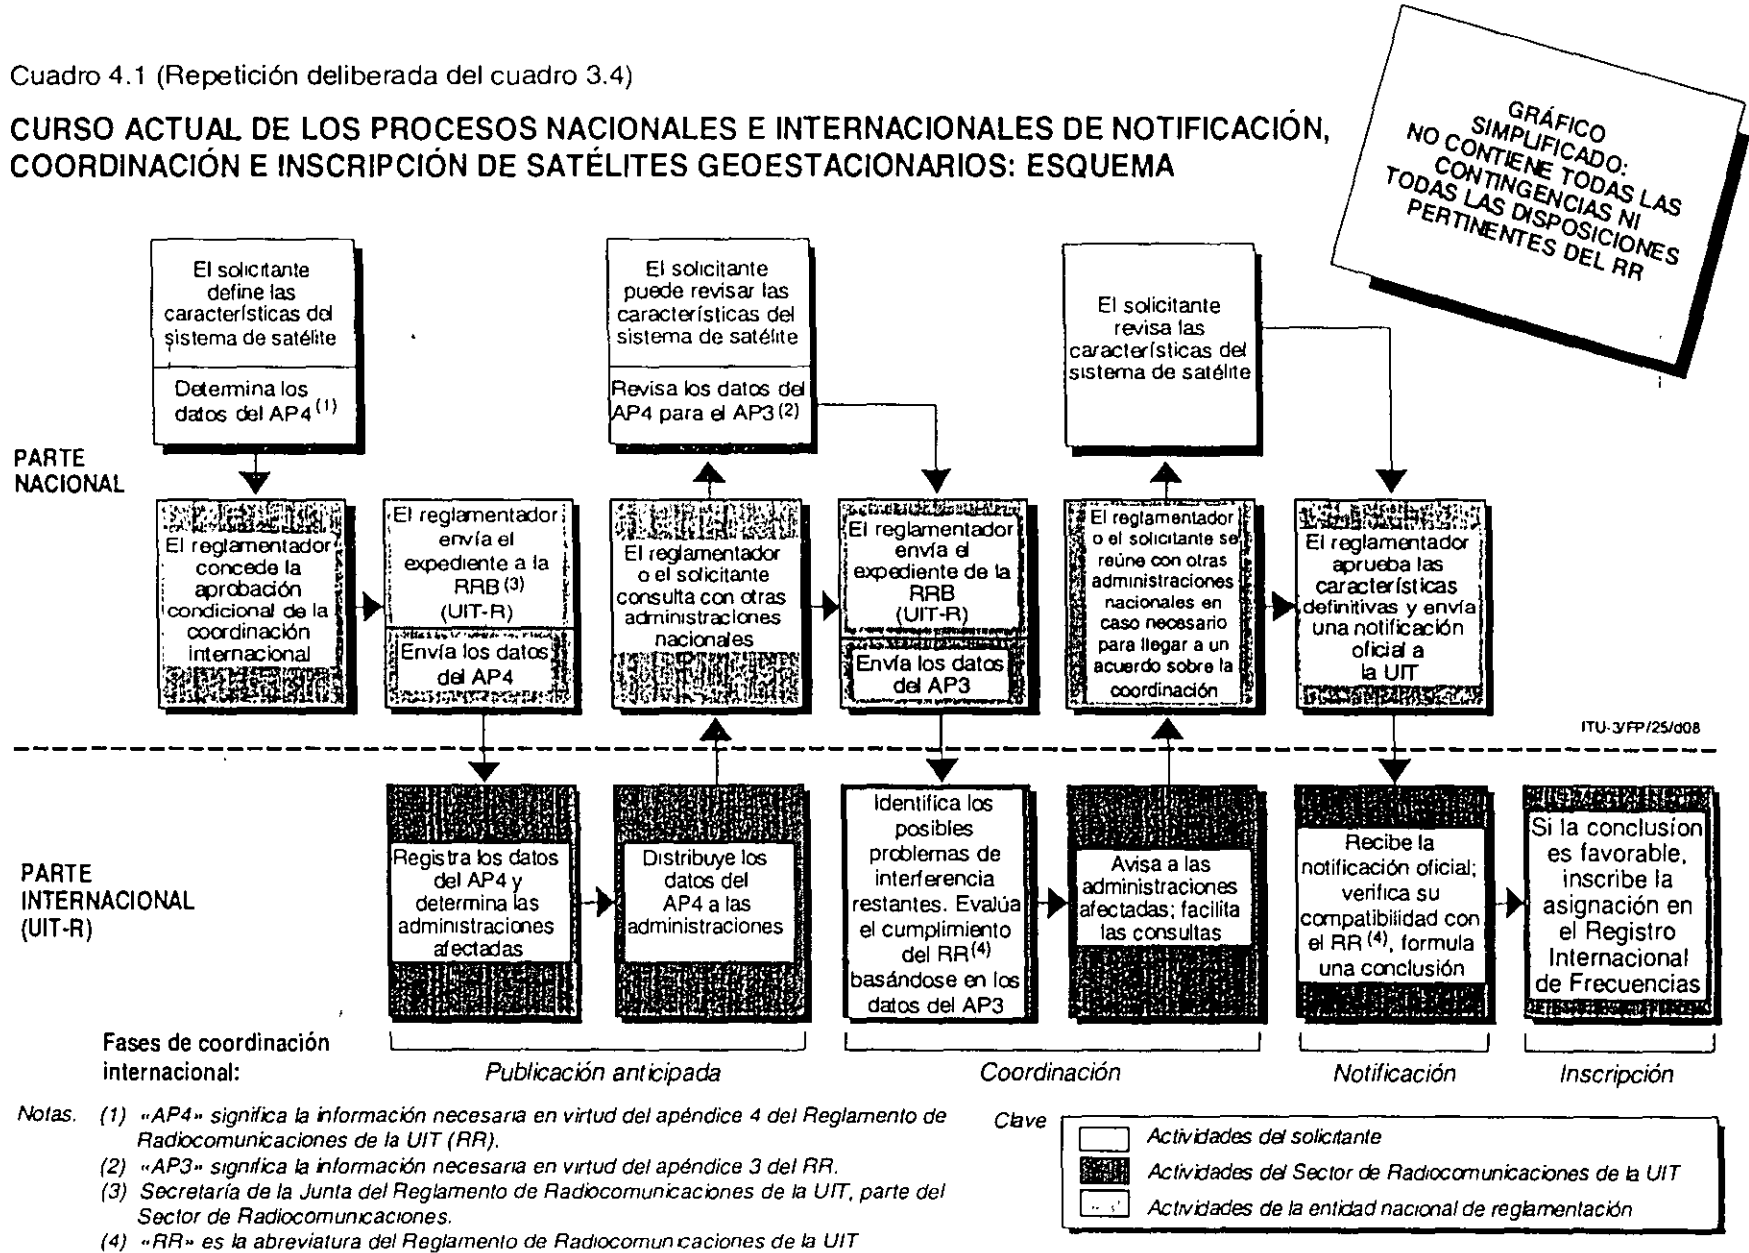 Cuadro 4.1 (Repetición deliberada del cuadro 3.4)
CURSO ACTUAL DE LOS PROCESOS NACIONALES E INTERNACIONALES DE NOTIFICACIÓN,
COORDINACIÓN E INSCRIPCIÓN DE SATÉLITES GEOESTACIONARIOS: ESQUEMA
GRÁFICO
SIMPLIFICADO:
NO CONTIENE TODAS LAS
CONTINGENCIAS NI
TODAS LAS DISPOSICIONES
PERTINENTES DEL RR
El solicitante
define las
características del
sistema de satélite
Determina los
datos del AP4 (1)
El solicitante
puede revisar las
características del
sistema de satélite
Revisa los datos del
AP4 para el AP3 (2)
El solicitante
revisa las
características del
sistema de satélite
PARTE
NACIONAL
El reglamentador
concede la
aprobación
condicional de la
coordinación
internacional
El reglamentador
envía el
expediente a la
RRB (3)
(UIT-R)
Envía los datos
del AP4
El reglamentador
o el solicitante
consulta con otras
administraciones
nacionales
El reglamentador
envía el
expediente de la
RRB
(UIT-R)
Envía los datos
del AP3
El reglamentador
o el solicitante se
reúne con otras
administraciones
nacionales en
caso necesario
para llegar a un
acuerdo sobre la
coordinación
El reglamentador
aprueba las
características
definitivas y envía
una notificación
oficial a
la UIT
ITU-3/FP/25/d08
PARTE
INTERNACIONAL
(UIT-R)
Registra los datos
del AP4 y
determina las
administraciones
afectadas
Distribuye los
datos del
AP4 a las
administraciones
Identifica los
posibles
problemas de
interferencia
restantes. Evalúa
el cumplimiento
del RR (4)
basándose en los
datos del AP3
Avisa a las
administraciones
afectadas; facilita
las consultas
Recibe la
notificación oficial;
verifica su
compatibilidad con
el RR (4), formula
una conclusión
Si la conclusíon
es favorable,
inscribe la
asignación en
el Registro
Internacional
de Frecuencias
Fases de coordinación
internacional:
Publicación anticipada
Coordinación
Notificación
Inscripción
Notas. (1) «AP4» significa la información necesaria en virtud del apéndice 4 del Reglamento de
Radiocomunicaciones de la UIT (RR).
(2) «AP3» significa la información necesaria en virtud del apéndice 3 del RR.
(3) Secretaría de la Junta del Reglamento de Radiocomunicaciones de la UIT, parte del
Sector de Radiocomunicaciones.
(4) «RR» es la abreviatura del Reglamento de Radiocomunicaciones de la UIT
Clave
Actividades del solicitante
Actividades del Sector de Radiocomunicaciones de la UIT
Actividades de la entidad nacional de reglamentación